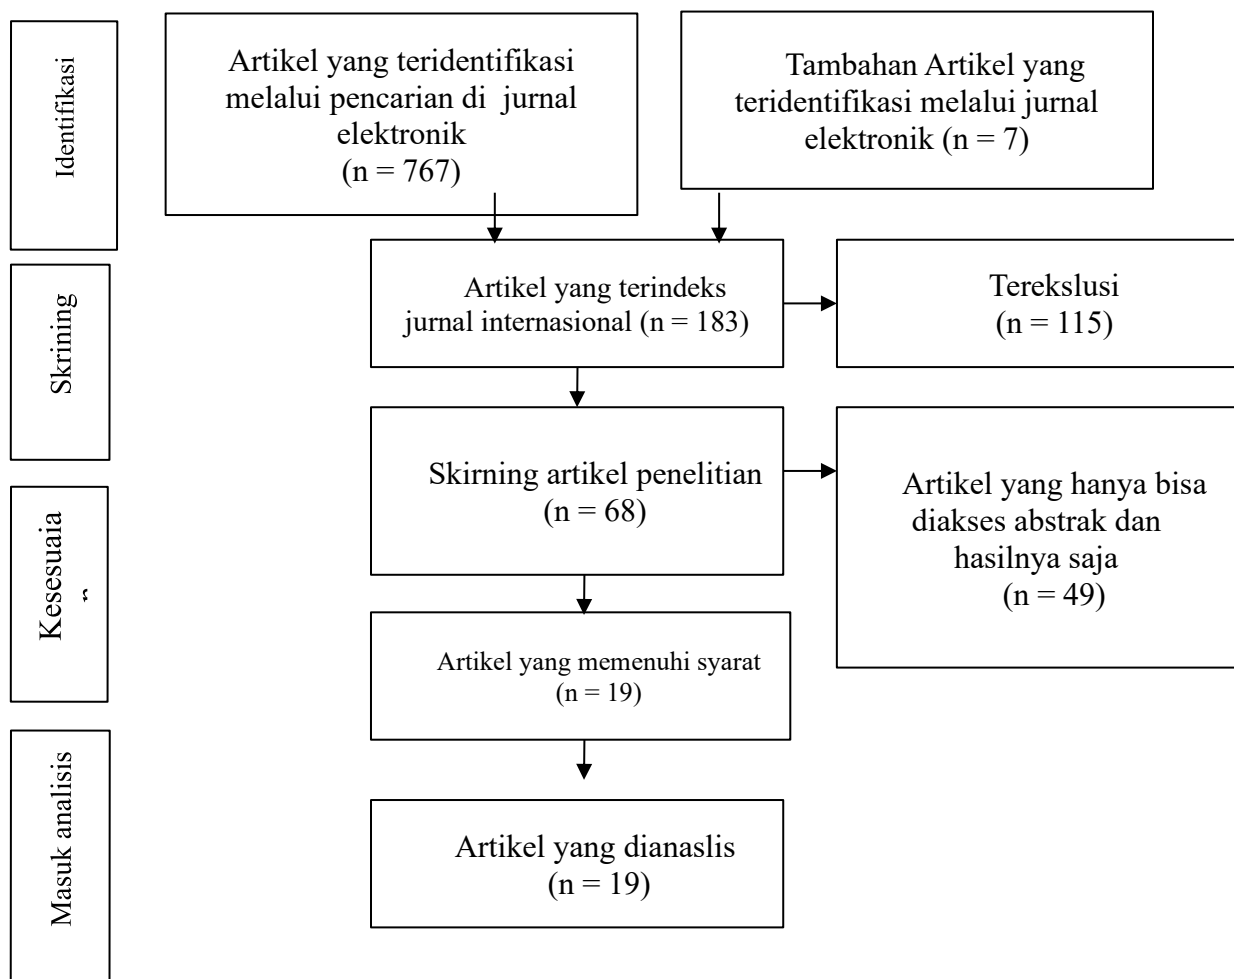 Identifikasi
Artikel yang teridentifikasi
melalui pencarian di jurnal
elektronik
(n = 767)
Tambahan Artikel yang
teridentifikasi melalui jurnal
elektronik (n = 7)
Skrining
Artikel yang terindeks
jurnal internasional (n = 183)
Terekslusi
(n = 115)
Skirning artikel penelitian
(n = 68)
Artikel yang hanya bisa
diakses abstrak dan
hasilnya saja
(n = 49)
Kesesuaia
Artikel yang memenuhi syarat
(n = 19)
Masuk analisis
Artikel yang dianaslis
(n = 19)